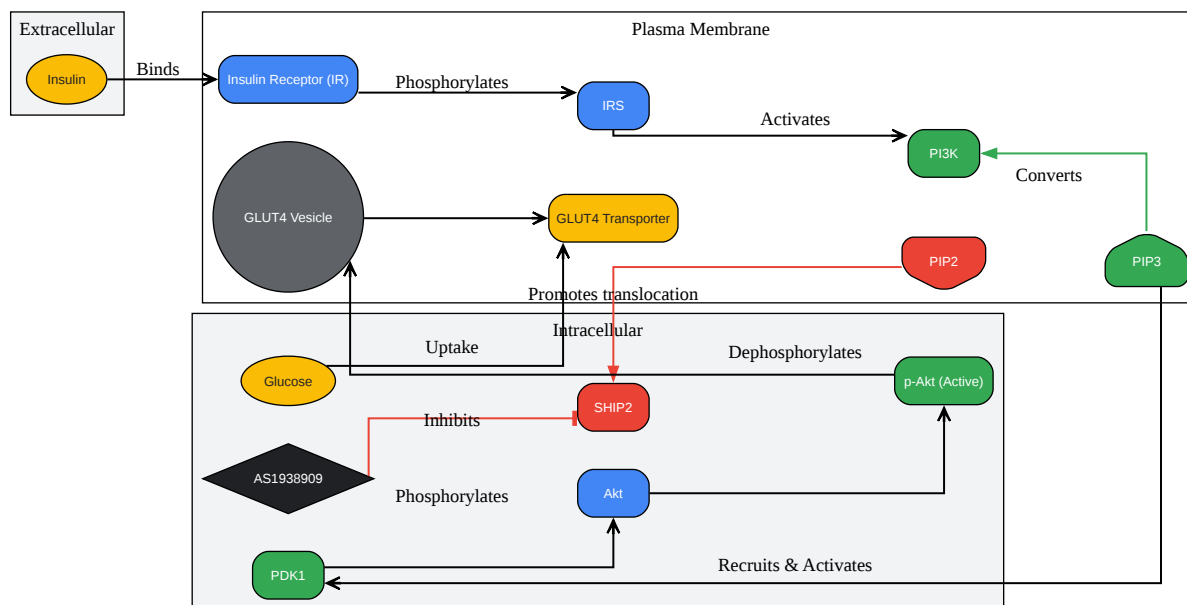 Extracellular
Plasma Membrane
Insulin
Binds
Insulin Receptor (IR)
Phosphorylates
IRS
Activates
PI3K
Converts
GLUT4 Vesicle
GLUT4 Transporter
PIP2
PIP3
Promotes translocation
Intracellular
Uptake
Dephosphorylates
Glucose
p-Akt (Active)
SHIP2
Inhibits
AS1938909
Phosphorylates
Akt
PDK1
Recruits & Activates